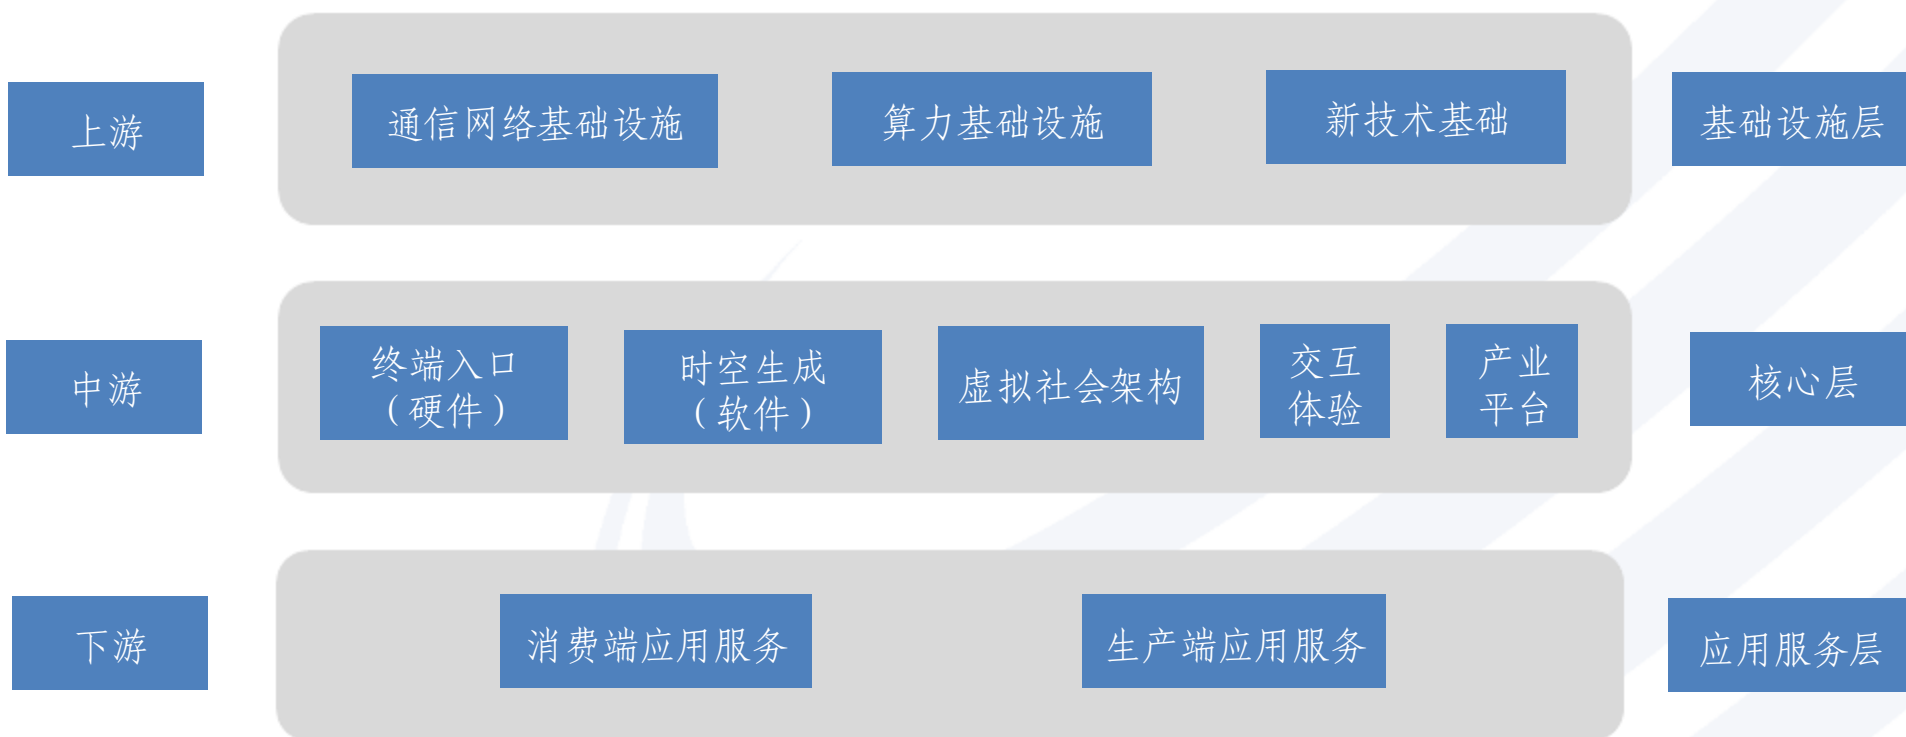 上游
通信网络基础设施
算力基础设施
新技术基础
基础设施层
中游
终端入口
（硬件）
时空生成
（软件）
虚拟社会架构
交互
体验
产业
平台
核心层
下游
消费端应用服务
生产端应用服务
应用服务层